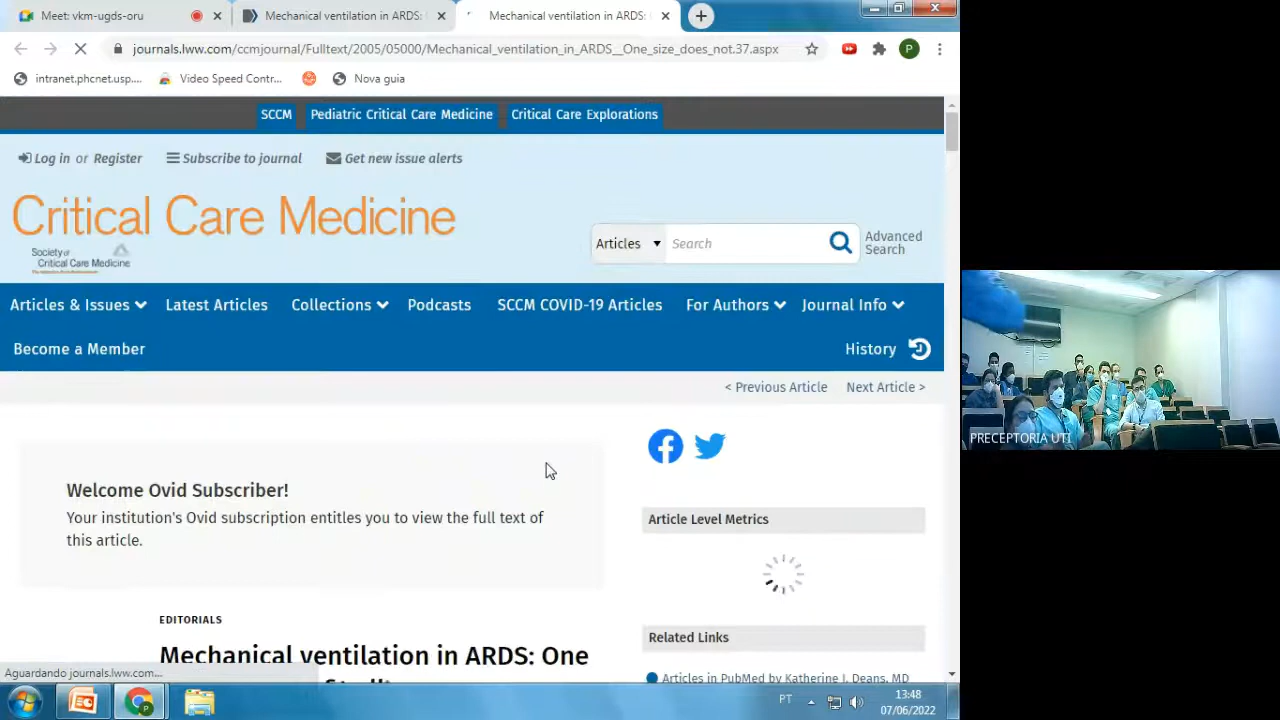 Meet: vkm-ugds-oru
Mechanical ventilation in ARDS:
Mechanical ventilation in ARDS:
journals.lww.com/ccmjournal/Fulltext/2005/05000/Mechanical_ventilation_in_ARDS__One_size_does_not.37.aspx
P
intranet.phcnet.usp....
Video Speed Contr...
Nova guia
SCCM
Pediatric Critical Care Medicine
Critical Care Explorations
Log in or Register
Subscribe to journal
Get new issue alerts
Critical Care Medicine
Society of
Critical Care Medicine
Articles
Search
Advanced
Search
Articles & Issues
Latest Articles
Collections
Podcasts
SCCM COVID-19 Articles
For Authors
Journal Info
Become a Member
History
< Previous Article
Next Article >
Welcome Ovid Subscriber!
Your institution's Ovid subscription entitles you to view the full text of
this article.
Article Level Metrics
EDITORIALS
Mechanical ventilation in ARDS: One
Related Links
Articles in PubMed by Katherine J. Deans, MD
Aguardando journals.lww.com...
PRECEPTORIA UTI
PT
13:48
07/06/2022